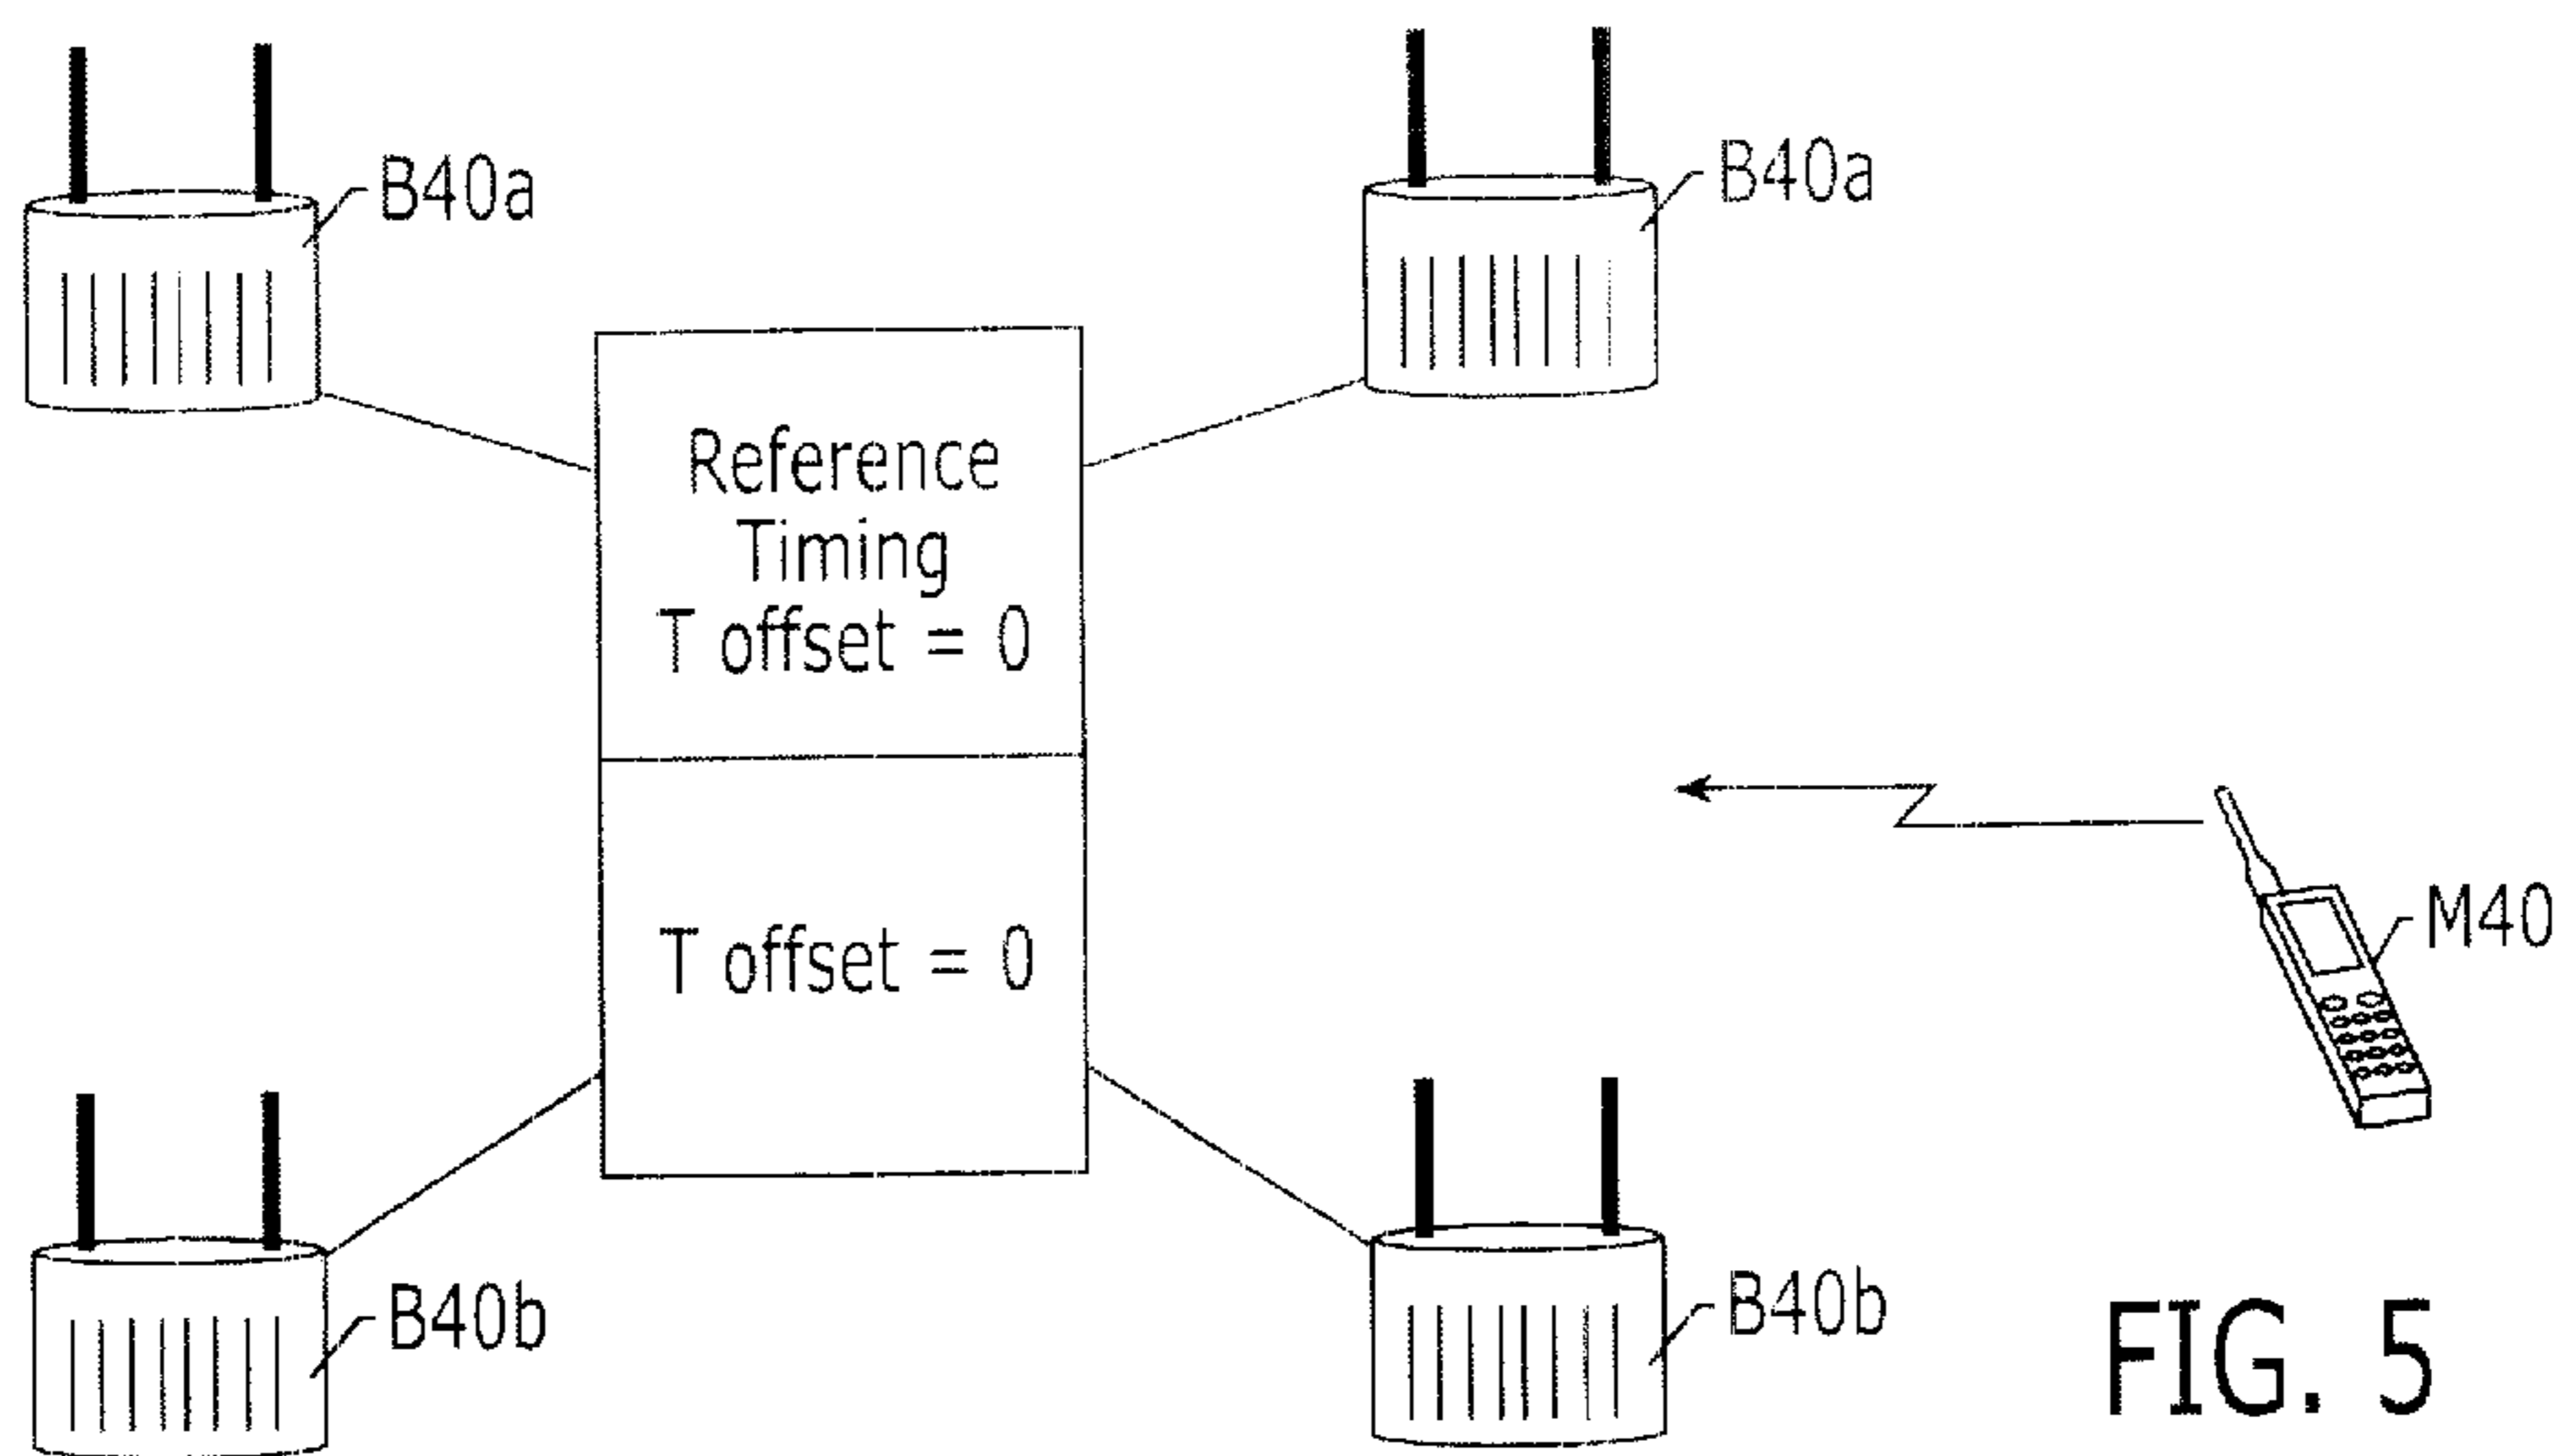 B40a
B40a
Reference
Timing
T offset = 0
T offset = 0
M40
B40b
B40b
FIG. 5